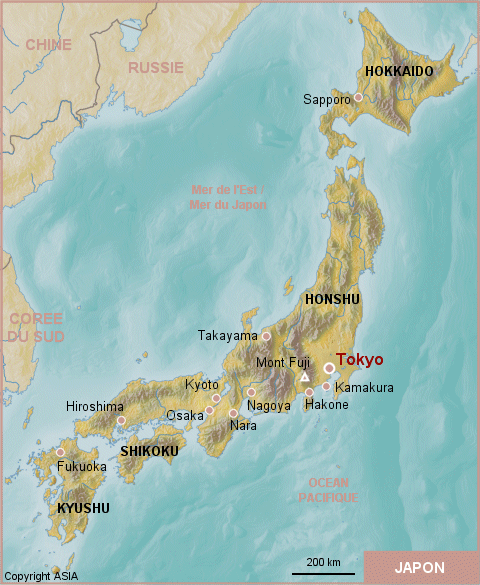 CHINE
RUSSIE
HOKKAIDO
Sapporo
Mer de l'Est /
Mer du Japon
HONSHU
COREE
DU SUD
Takayama
Mont Fuji
Tokyo
Kyoto
Kamakura
Hiroshima
Osaka
Nagoya
Hakone
Nara
SHIKOKU
Fukuoka
OCEAN
PACIFIQUE
KYUSHU
200 km
Copyright ASIA
JAPON